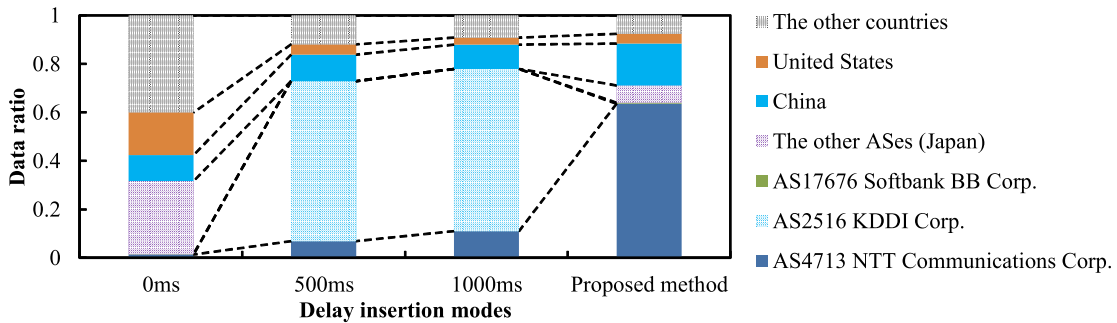 1
0.8
0.6
0.4
0.2
0
Data ratio
0ms
500ms
1000ms
Proposed method
Delay insertion modes
The other countries
United States
China
The other ASes (Japan)
AS17676 Softbank BB Corp.
AS2516 KDDI Corp.
AS4713 NTT Communications Corp.